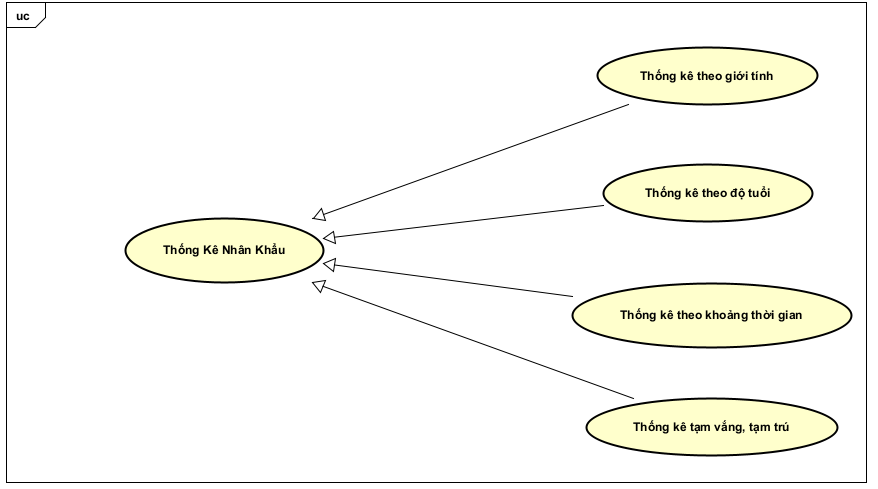 uc
Thống kê theo giới tính
Thống kê theo độ tuổi
Thống Kê Nhân Khẩu
Thống kê theo khoảng thời gian
Thống kê tạm vắng, tạm trú